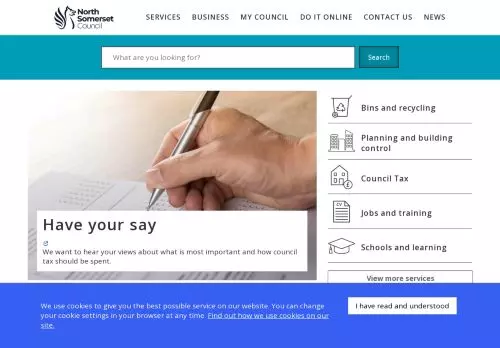 North
Somerset
Council
SERVICES BUSINESS MY COUNCIL DO IT ONLINE CONTACT US NEWS
What are you looking for?
Search
Have your say
We want to hear your views about what is most important and how council
tax should be spent.
Bins and recycling
Planning and building
control
Council Tax
CV
Jobs and training
Schools and learning
View more services
We use cookies to give you the best possible service on our website. You can change
your cookie settings in your browser at any time. Find out how we use cookies on our
site.
I have read and understood